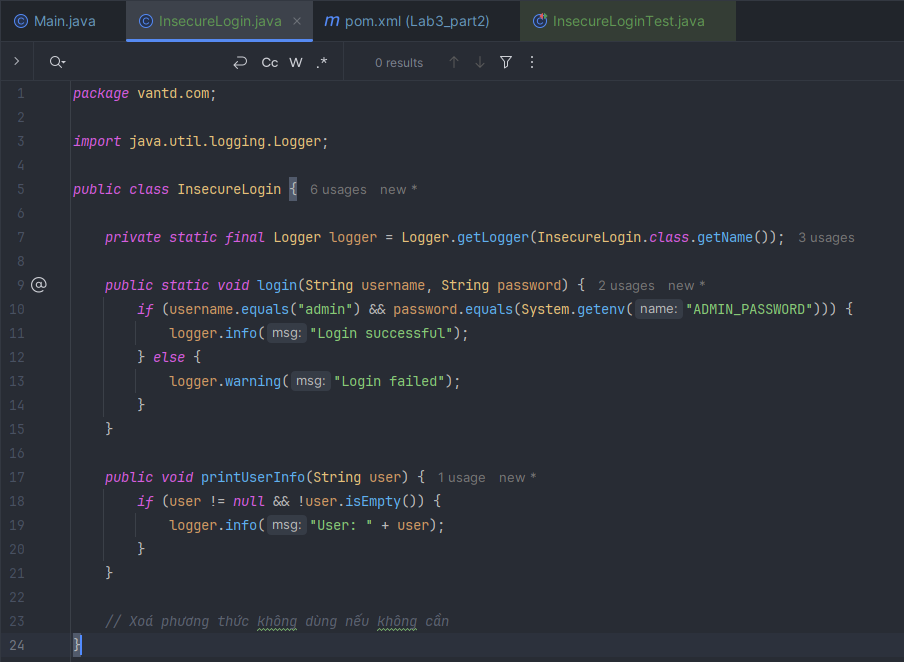 Main.java InsecureLogin.java pom.xml (Lab3_part2) InsecureLoginTest.java
Cc W .* 0 results
1 package vantd.com;
2
3 import java.util.logging.Logger;
4
5 public class InsecureLogin { 6 usages new *
6
7 private static final Logger logger = Logger.getLogger(InsecureLogin.class.getName()); 3 usages
8
9 public static void login(String username, String password) { 2 usages new *
10 if (username.equals("admin") && password.equals(System.getenv( name: "ADMIN_PASSWORD"))) {
11 logger.info( msg: "Login successful");
12 } else {
13 logger.warning( msg: "Login failed");
14 }
15 }
16
17 public void printUserInfo(String user) { 1 usage new *
18 if (user != null && !user.isEmpty()) {
19 logger.info( msg: "User: " + user);
20 }
21 }
22
23 // Xoá phương thức không dùng nếu không cần
24 }